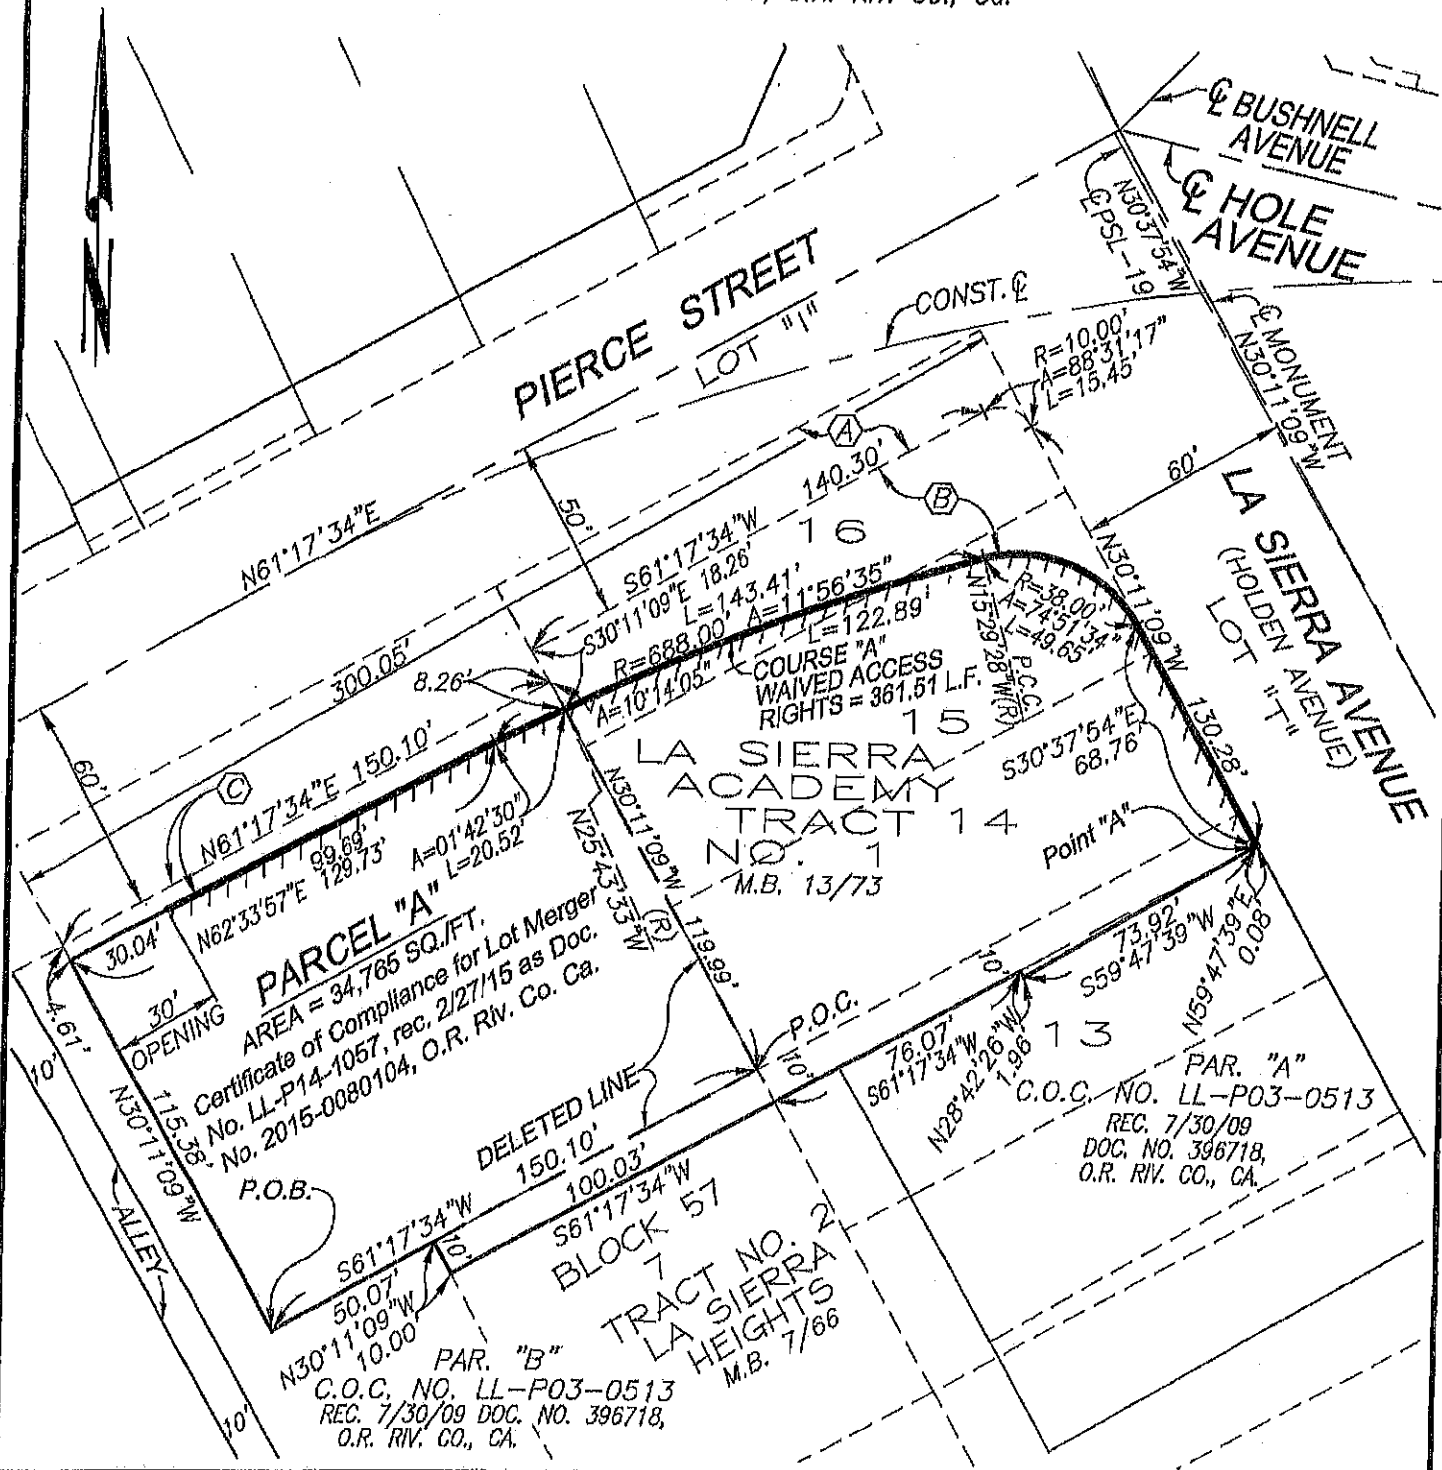 N
℄ BUSHNELL
AVENUE
℄ HOLE
AVENUE
N30°37'54"W
℄ PSL-19
CONST. ℄
PIERCE STREET
LOT "I"
℄ MONUMENT
N30°11'09"W
R=10.00'
Δ=88°31'17"
L=15.45'
A
140.30'
B
60'
50'
N61°17'34"E
S61°17'34"W
S30°11'09"E 18.26'
L=143.41'
R=688.00' Δ=11°56'35"
L=122.89'
Δ=10°14'05"
16
LA SIERRA AVENUE
(HOLDEN AVENUE)
LOT "T"
N30°11'09"W
130.28'
R=38.00'
Δ=74°51'34"
L=49.65'
N15°29'28"W(R)
P.C.C.
COURSE "A"
WAIVED ACCESS
RIGHTS = 361.51 L.F.
15
300.05'
8.26'
60'
C
N61°17'34"E 150.10'
99.69'
N62°33'57"E 129.73'
Δ=01°42'30"
L=20.52'
LA SIERRA
ACADEMY
TRACT 14
NO. 1
M.B. 13/73
S30°37'54"E
68.76'
Point "A"
N30°11'09"W
119.99'
N25°43'33"W
(R)
30.04'
30'
OPENING
4.61'
10'
PARCEL "A"
AREA = 34,765 SQ./FT.
Certificate of Compliance for Lot Merger
No. LL-P14-1057, rec. 2/27/15 as Doc.
No. 2015-0080104, O.R. Riv. Co. Ca.
73.92'
S59°47'39"W
N59°47'39"E
0.08'
10'
P.O.C.
10'
76.07'
S61°17'34"W
N28°42'26"W
1.96'
13
PAR. "A"
C.O.C. NO. LL-P03-0513
REC. 7/30/09
DOC. NO. 396718,
O.R. RIV. CO., CA.
115.38'
N30°11'09"W
ALLEY
P.O.B.
DELETED LINE
150.10'
100.03'
S61°17'34"W
S61°17'34"W
50.07'
10'
N30°11'09"W
10.00'
BLOCK 57
7
TRACT NO. 2
LA SIERRA
HEIGHTS
M.B. 7/66
PAR. "B"
C.O.C. NO. LL-P03-0513
REC. 7/30/09 DOC. NO. 396718,
O.R. RIV. CO., CA.
10'